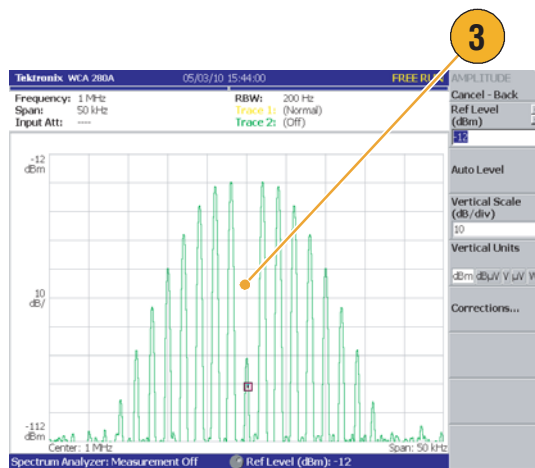 3
Tektronix WCA 280A 05/03/10 15:44:00 FREE RUN
Frequency: 1 MHz RBW: 200 Hz
Span: 50 kHz Trace 1: (Normal)
Input Att: ---- Trace 2: (Off)
AMPLITUDE
Cancel - Back
Ref Level
(dBm)
-12
Auto Level
Vertical Scale
(dB/div)
10
Vertical Units
dBm dBµV V µV W
Corrections...
-12
dBm
10
dB/
-112
dBm
Center: 1 MHz Span: 50 kHz
Spectrum Analyzer: Measurement Off Ref Level (dBm): -12